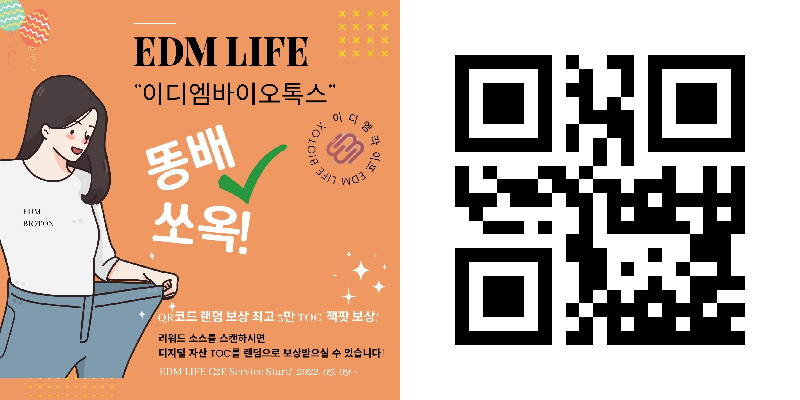 EDM LIFE
"이디엠바이오톡스"
이디엠라이프 EDM LIFE BIOTOX
똥배
쏘옥!
EDM
BIOTOX
QR코드 랜덤 보상 최고 5만 TOC 잭팟 보상!
리워드 소스를 스캔하시면
디지털 자산 TOC를 랜덤으로 보상받으실 수 있습니다!
EDM LIFE C2E Service Start! 2022. 05. 09 ~